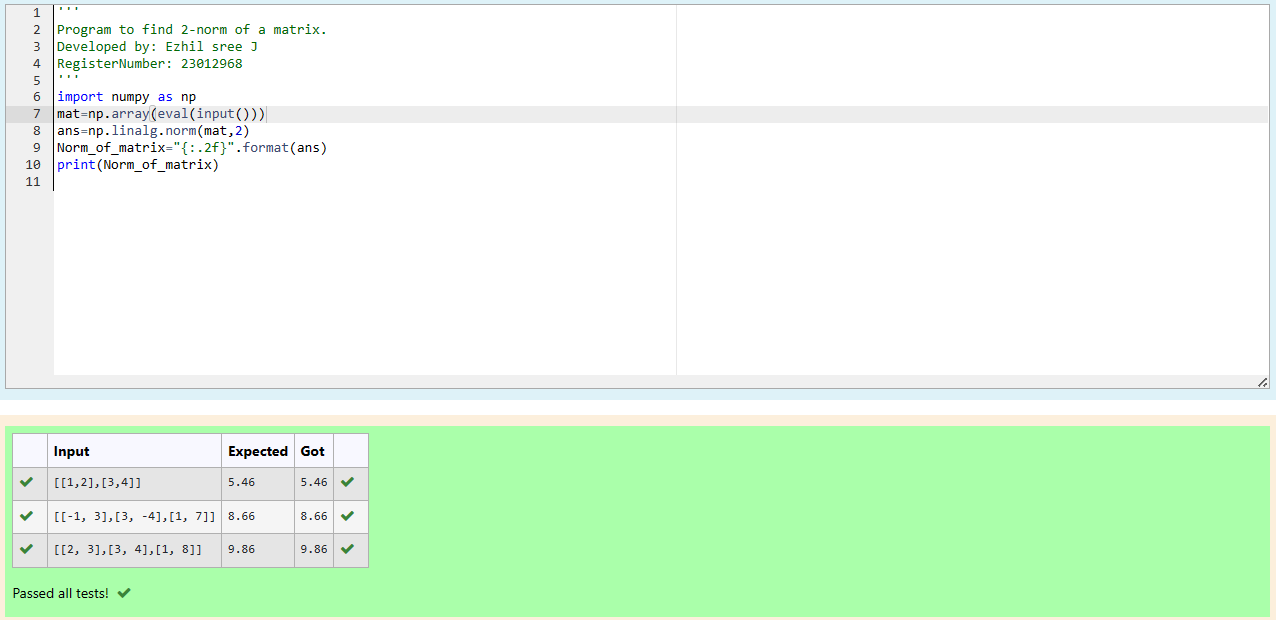 1 '''
2 Program to find 2-norm of a matrix.
3 Developed by: Ezhil sree J
4 RegisterNumber: 23012968
5 '''
6 import numpy as np
7 mat=np.array(eval(input()))
8 ans=np.linalg.norm(mat,2)
9 Norm_of_matrix="{:.2f}".format(ans)
10 print(Norm_of_matrix)
11
Input Expected Got
[[1,2],[3,4]] 5.46 5.46
[[-1, 3],[3, -4],[1, 7]] 8.66 8.66
[[2, 3],[3, 4],[1, 8]] 9.86 9.86
Passed all tests!